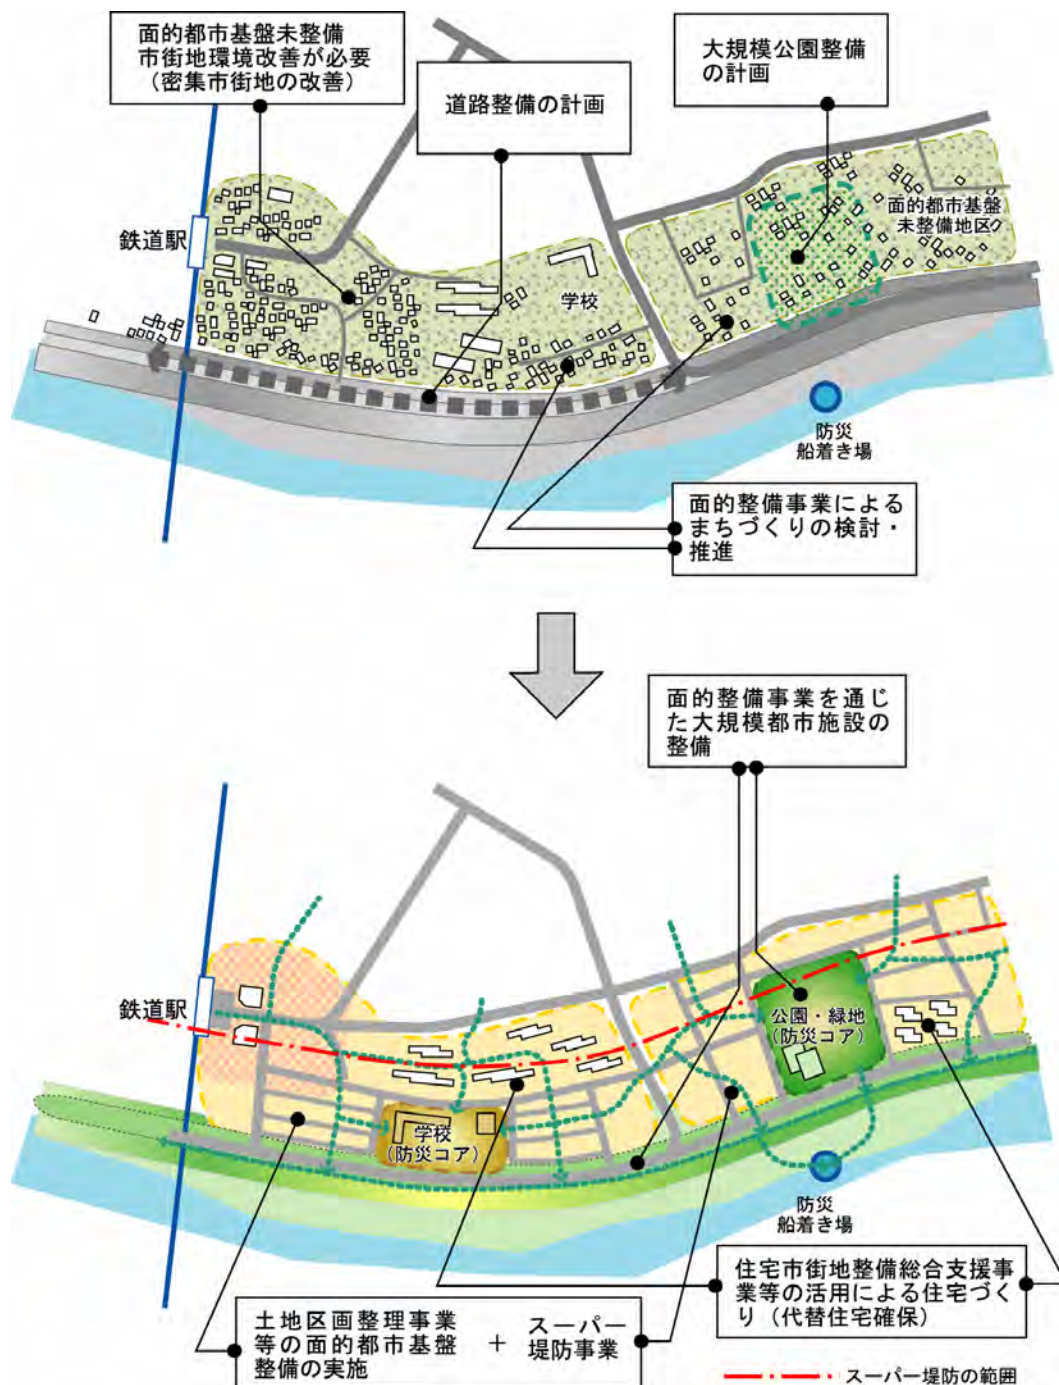 面的都市基盤未整備
市街地環境改善が必要
（密集市街地の改善）
道路整備の計画
大規模公園整備
の計画
鉄道駅
学校
面的都市基盤
未整備地区
防災
船着き場
面的整備事業による
まちづくりの検討・
推進
面的整備事業を通じ
た大規模都市施設の
整備
鉄道駅
公園・緑地
（防災コア）
学校
（防災コア）
防災
船着き場
住宅市街地整備総合支援事
業等の活用による住宅づく
り（代替住宅確保）
土地区画整理事業
等の面的都市基盤
整備の実施
＋
スーパー
堤防事業
スーパー堤防の範囲